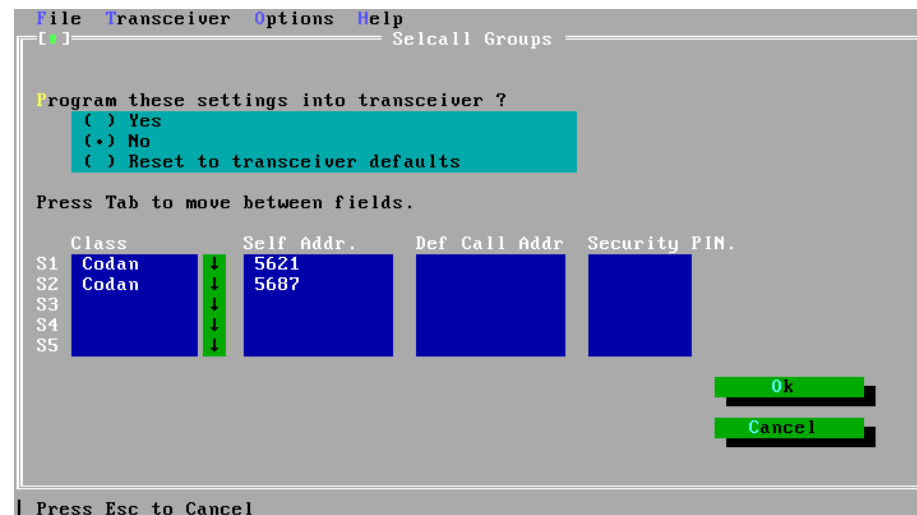 File Transceiver Options Help
[■] Selcall Groups
Program these settings into transceiver ?
( ) Yes
(•) No
( ) Reset to transceiver defaults
Press Tab to move between fields.
Class Self Addr. Def Call Addr Security PIN.
S1 Codan ↓ 5621
S2 Codan ↓ 5687
S3 ↓
S4 ↓
S5 ↓
Ok
Cancel
Press Esc to Cancel